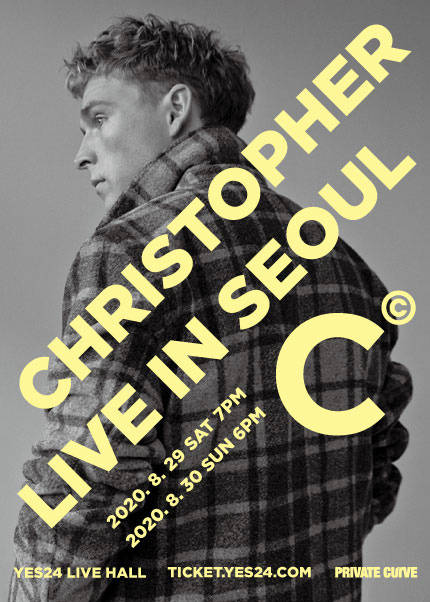 CHRISTOPHER
LIVE IN SEOUL
C©
2020. 8. 29 SAT 7PM
2020. 8. 30 SUN 6PM
YES24 LIVE HALL TICKET.YES24.COM PRIVATE CURVE